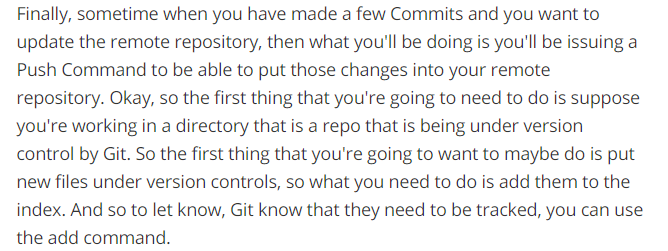 Finally, sometime when you have made a few Commits and you want to
update the remote repository, then what you'll be doing is you'll be issuing a
Push Command to be able to put those changes into your remote
repository. Okay, so the first thing that you're going to need to do is suppose
you're working in a directory that is a repo that is being under version
control by Git. So the first thing that you're going to want to maybe do is put
new files under version controls, so what you need to do is add them to the
index. And so to let know, Git know that they need to be tracked, you can use
the add command.